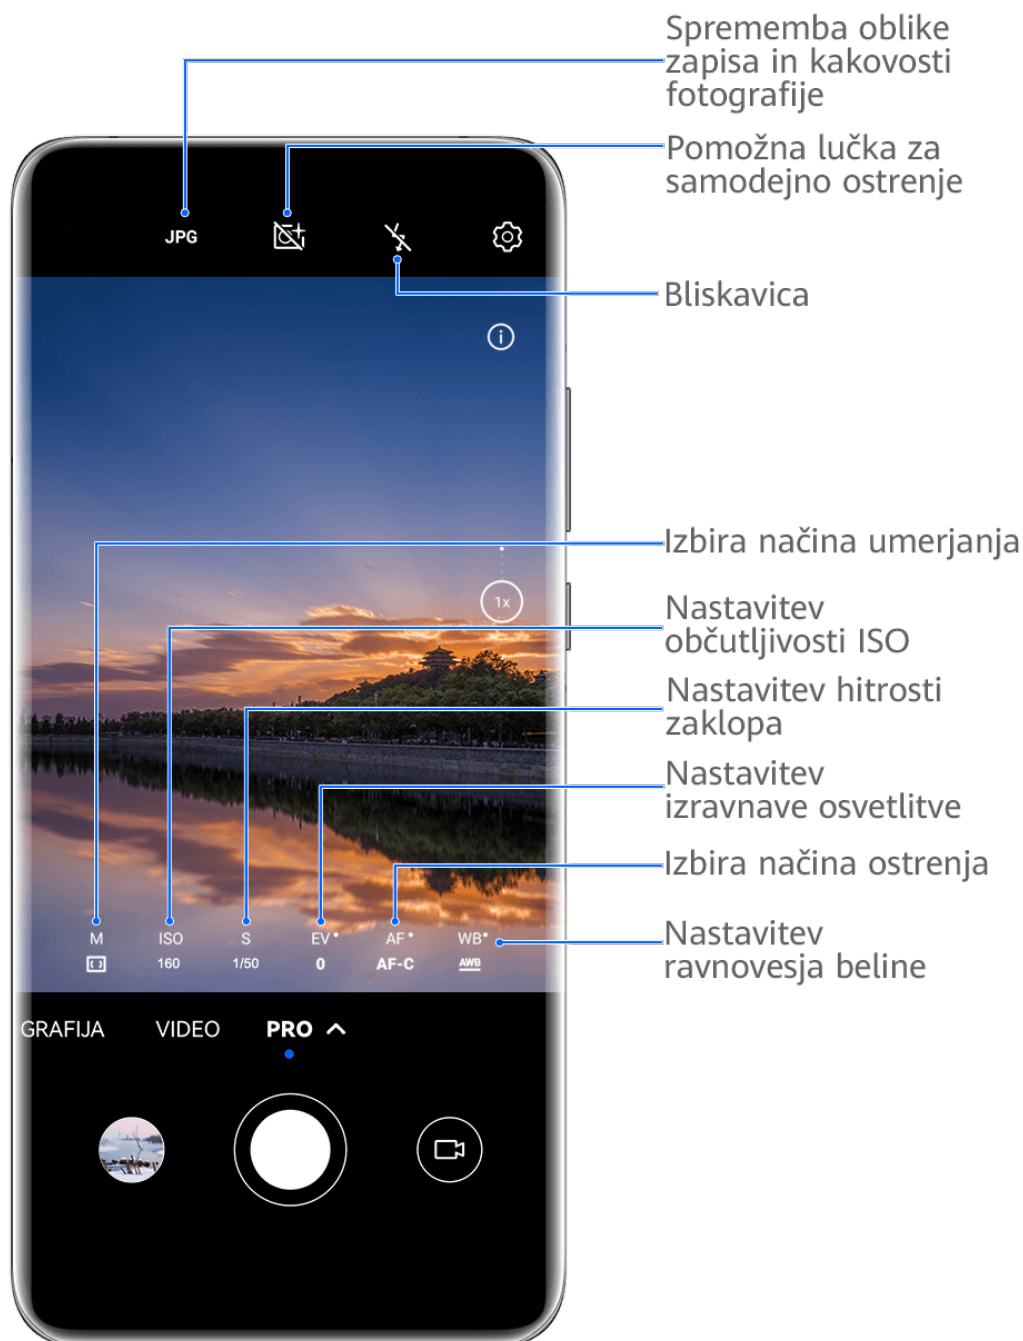 Sprememba oblike
zapisa in kakovosti
fotografije
Pomožna lučka za
samodejno ostrenje
JPG
Bliskavica
Izbira načina umerjanja
1x
Nastavitev
občutljivosti ISO
Nastavitev hitrosti
zaklopa
Nastavitev
izravnave osvetlitve
Izbira načina ostrenja
Nastavitev
ravnovesja beline
M ISO S EV AF WB
160 1/50 0 AF-C AWB
GRAFIJA VIDEO PRO